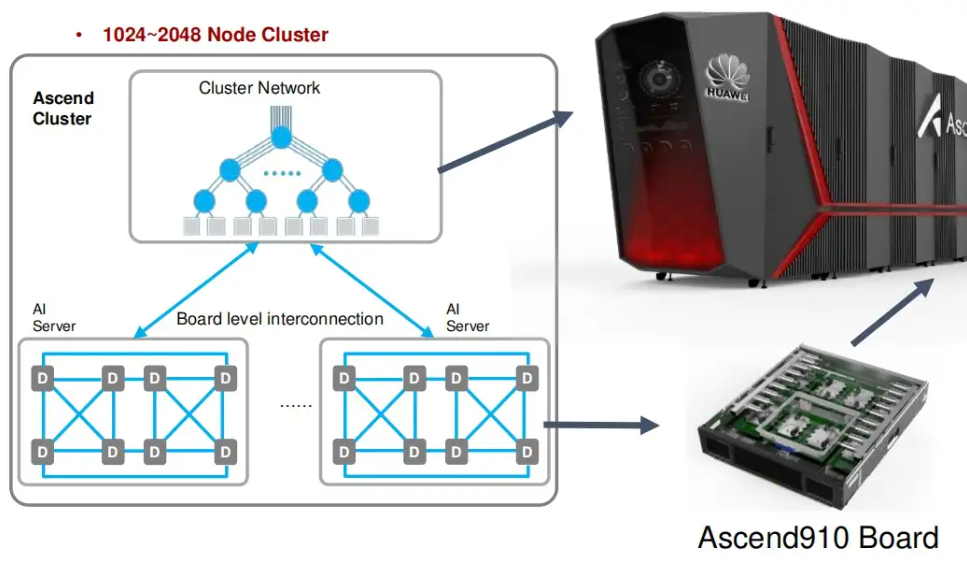 • 1024~2048 Node Cluster
Ascend
Cluster
Cluster Network
HUAWEI
Asc
AI
Server
Board level interconnection
AI
Server
D D D D
D D D D
......
D D D D
D D D D
Ascend910 Board